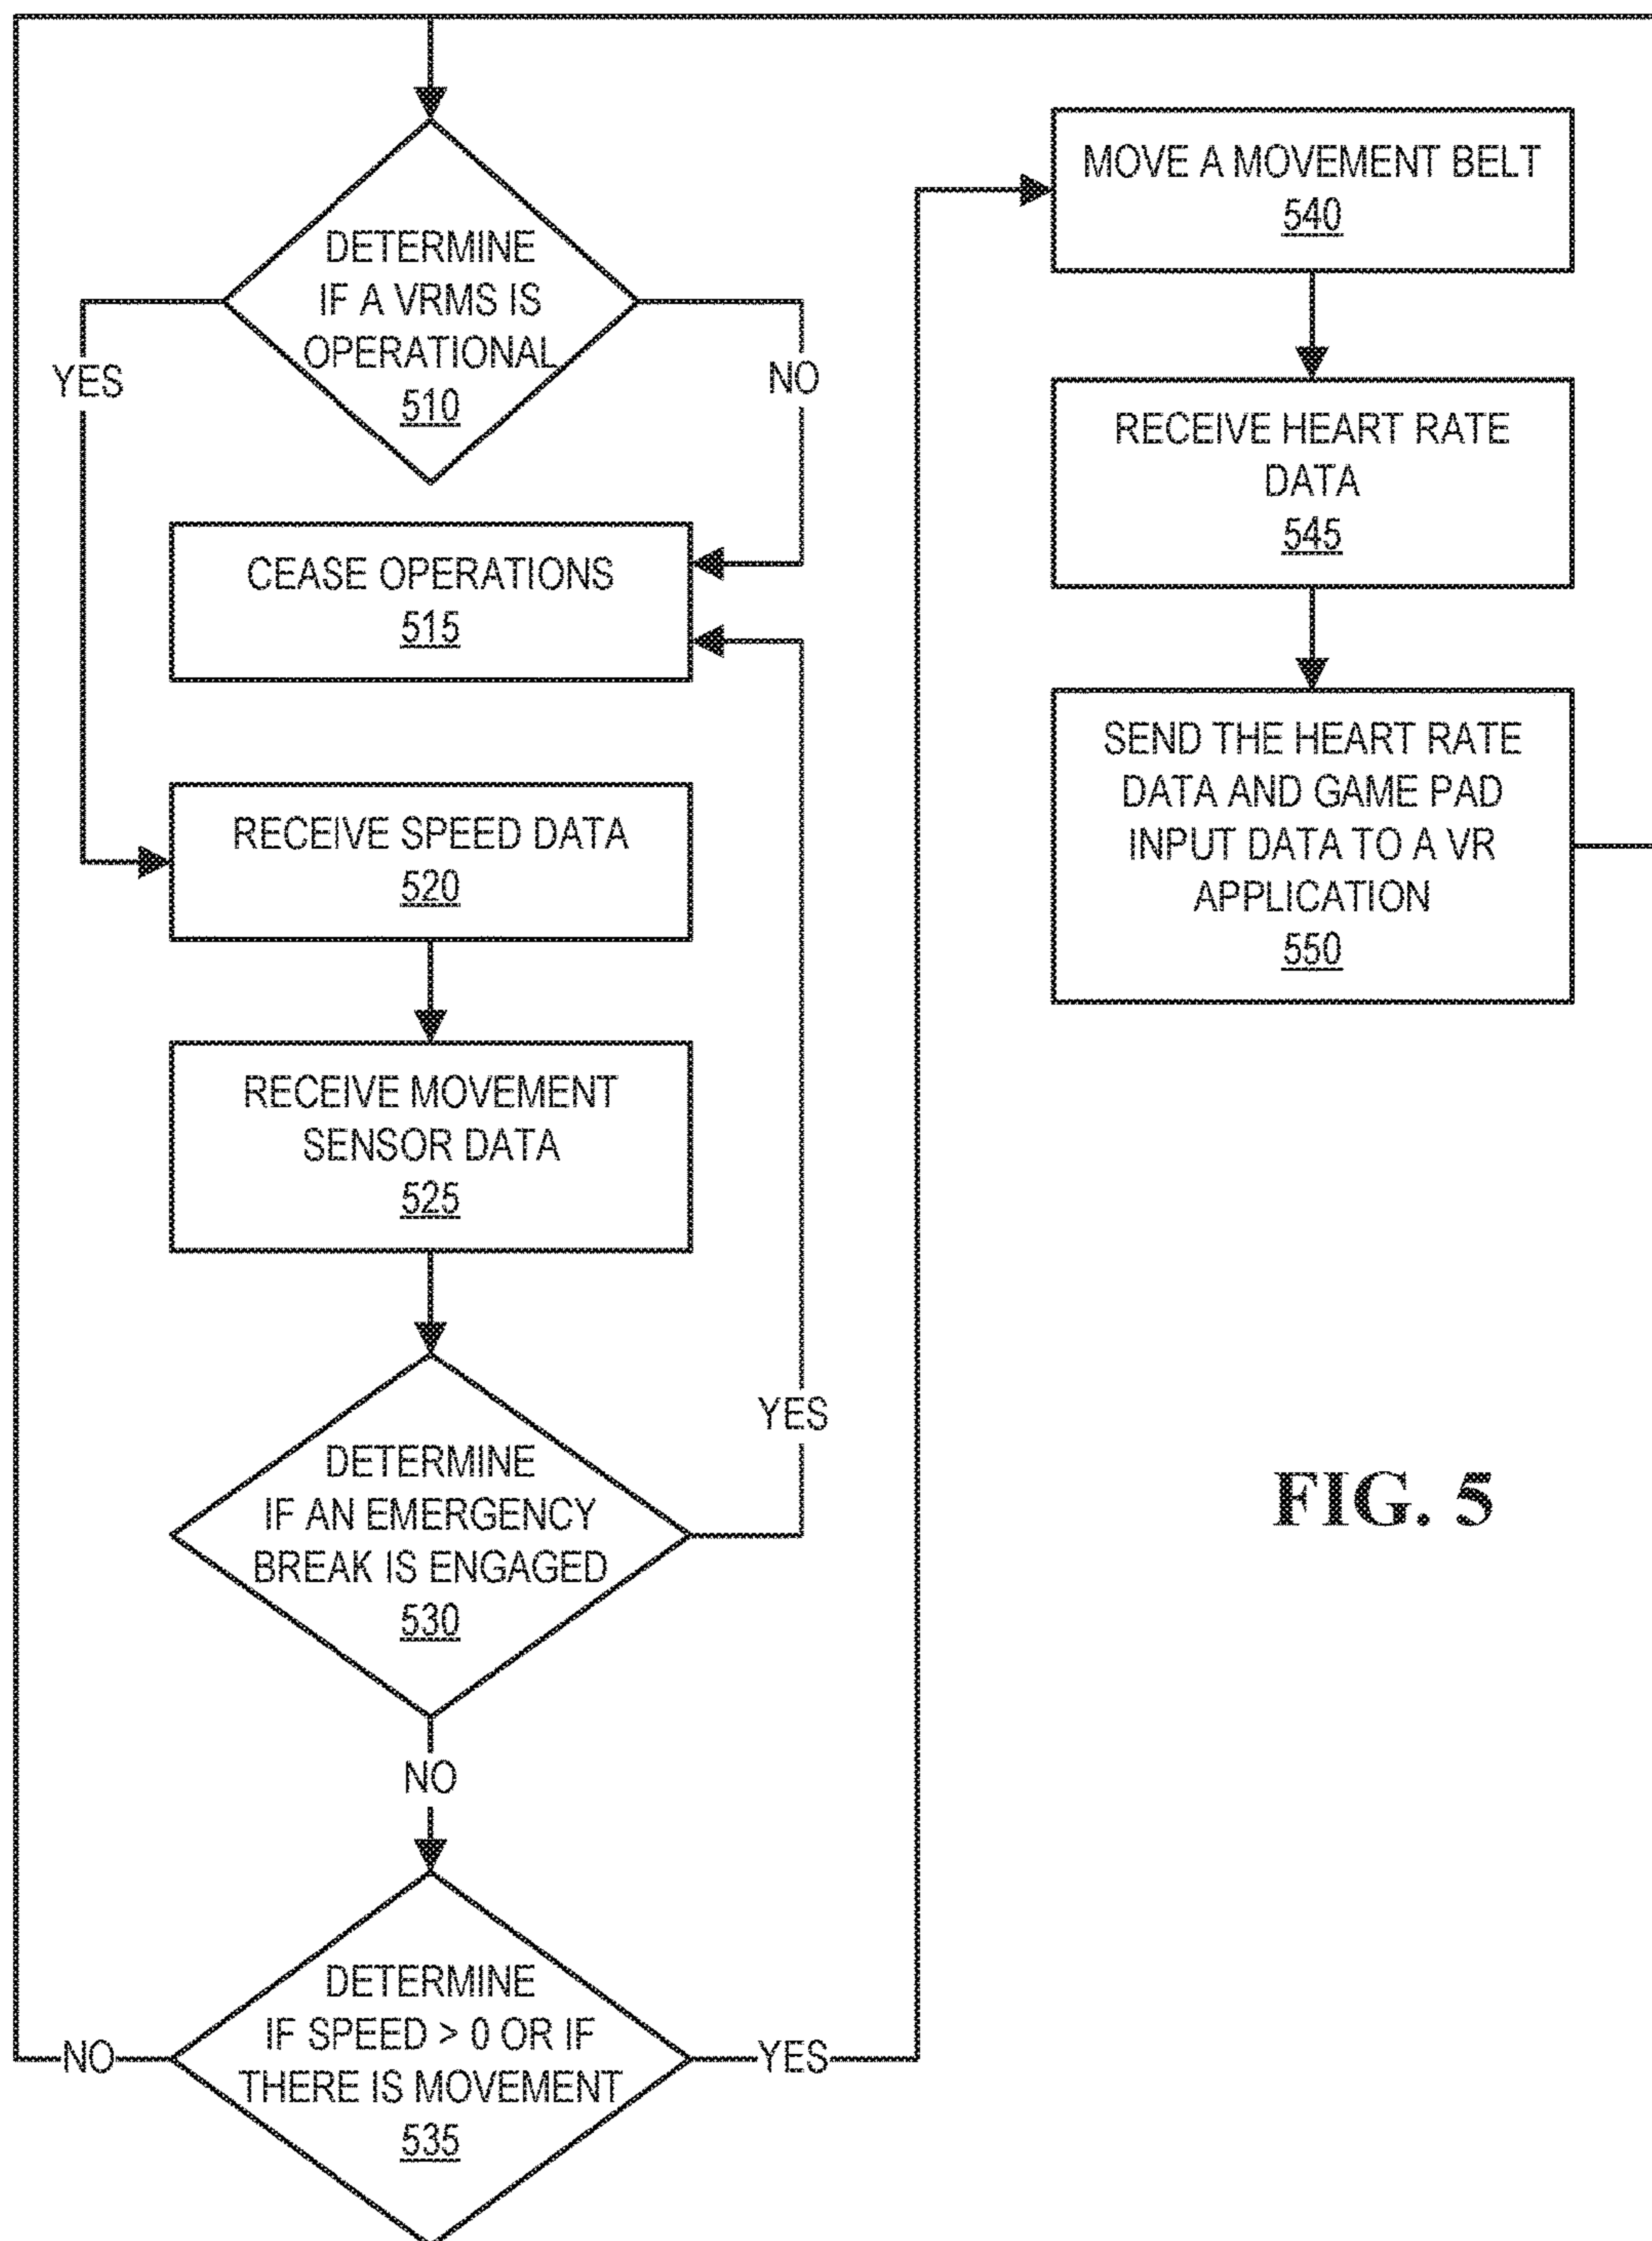 DETERMINE
IF A VRMS IS
OPERATIONAL
510
YES
NO
CEASE OPERATIONS
515
RECEIVE SPEED DATA
520
RECEIVE MOVEMENT
SENSOR DATA
525
DETERMINE
IF AN EMERGENCY
BREAK IS ENGAGED
530
YES
NO
DETERMINE
IF SPEED > 0 OR IF
THERE IS MOVEMENT
535
NO
YES
MOVE A MOVEMENT BELT
540
RECEIVE HEART RATE
DATA
545
SEND THE HEART RATE
DATA AND GAME PAD
INPUT DATA TO A VR
APPLICATION
550
FIG. 5